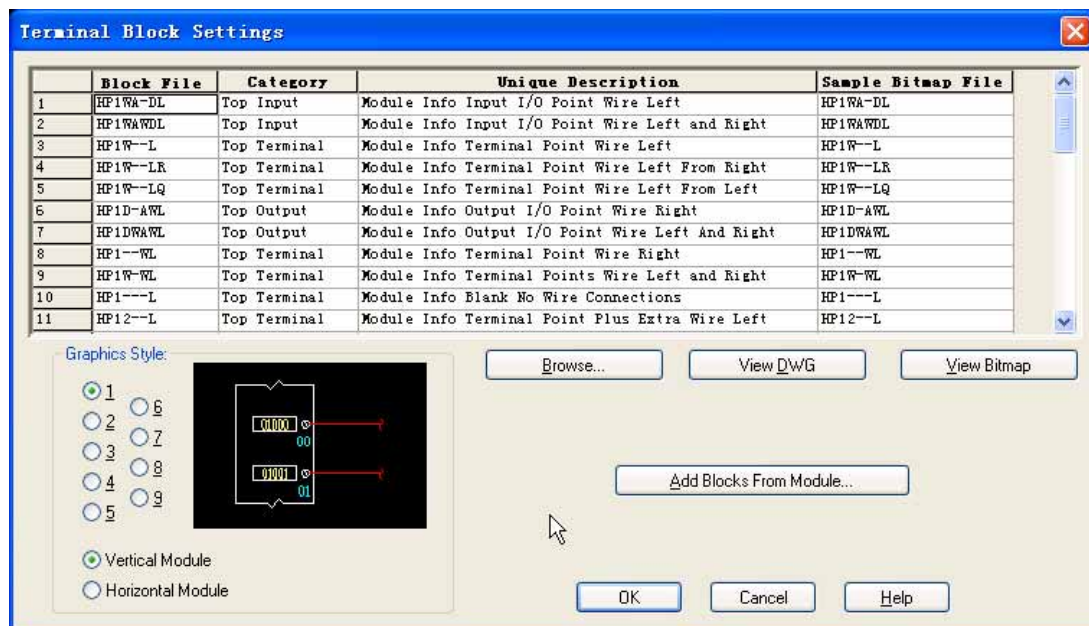 Terminal Block Settings
Block File Category Unique Description Sample Bitmap File
1 HP1WA-DL Top Input Module Info Input I/O Point Wire Left HP1WA-DL
2 HP1WAWDL Top Input Module Info Input I/O Point Wire Left and Right HP1WAWDL
3 HP1W--L Top Terminal Module Info Terminal Point Wire Left HP1W--L
4 HP1W--LR Top Terminal Module Info Terminal Point Wire Left From Right HP1W--LR
5 HP1W--LQ Top Terminal Module Info Terminal Point Wire Left From Left HP1W--LQ
6 HP1D-AWL Top Output Module Info Output I/O Point Wire Right HP1D-AWL
7 HP1DWAWL Top Output Module Info Output I/O Point Wire Left And Right HP1DWAWL
8 HP1--WL Top Terminal Module Info Terminal Point Wire Right HP1--WL
9 HP1W-WL Top Terminal Module Info Terminal Points Wire Left and Right HP1W-WL
10 HP1---L Top Terminal Module Info Blank No Wire Connections HP1---L
11 HP12--L Top Terminal Module Info Terminal Point Plus Extra Wire Left HP12--L
Graphics Style:
1
2
3
4
5
6
7
8
9
01000
00
01001
01
Vertical Module
Horizontal Module
Browse...
View DWG
View Bitmap
Add Blocks From Module...
OK
Cancel
Help